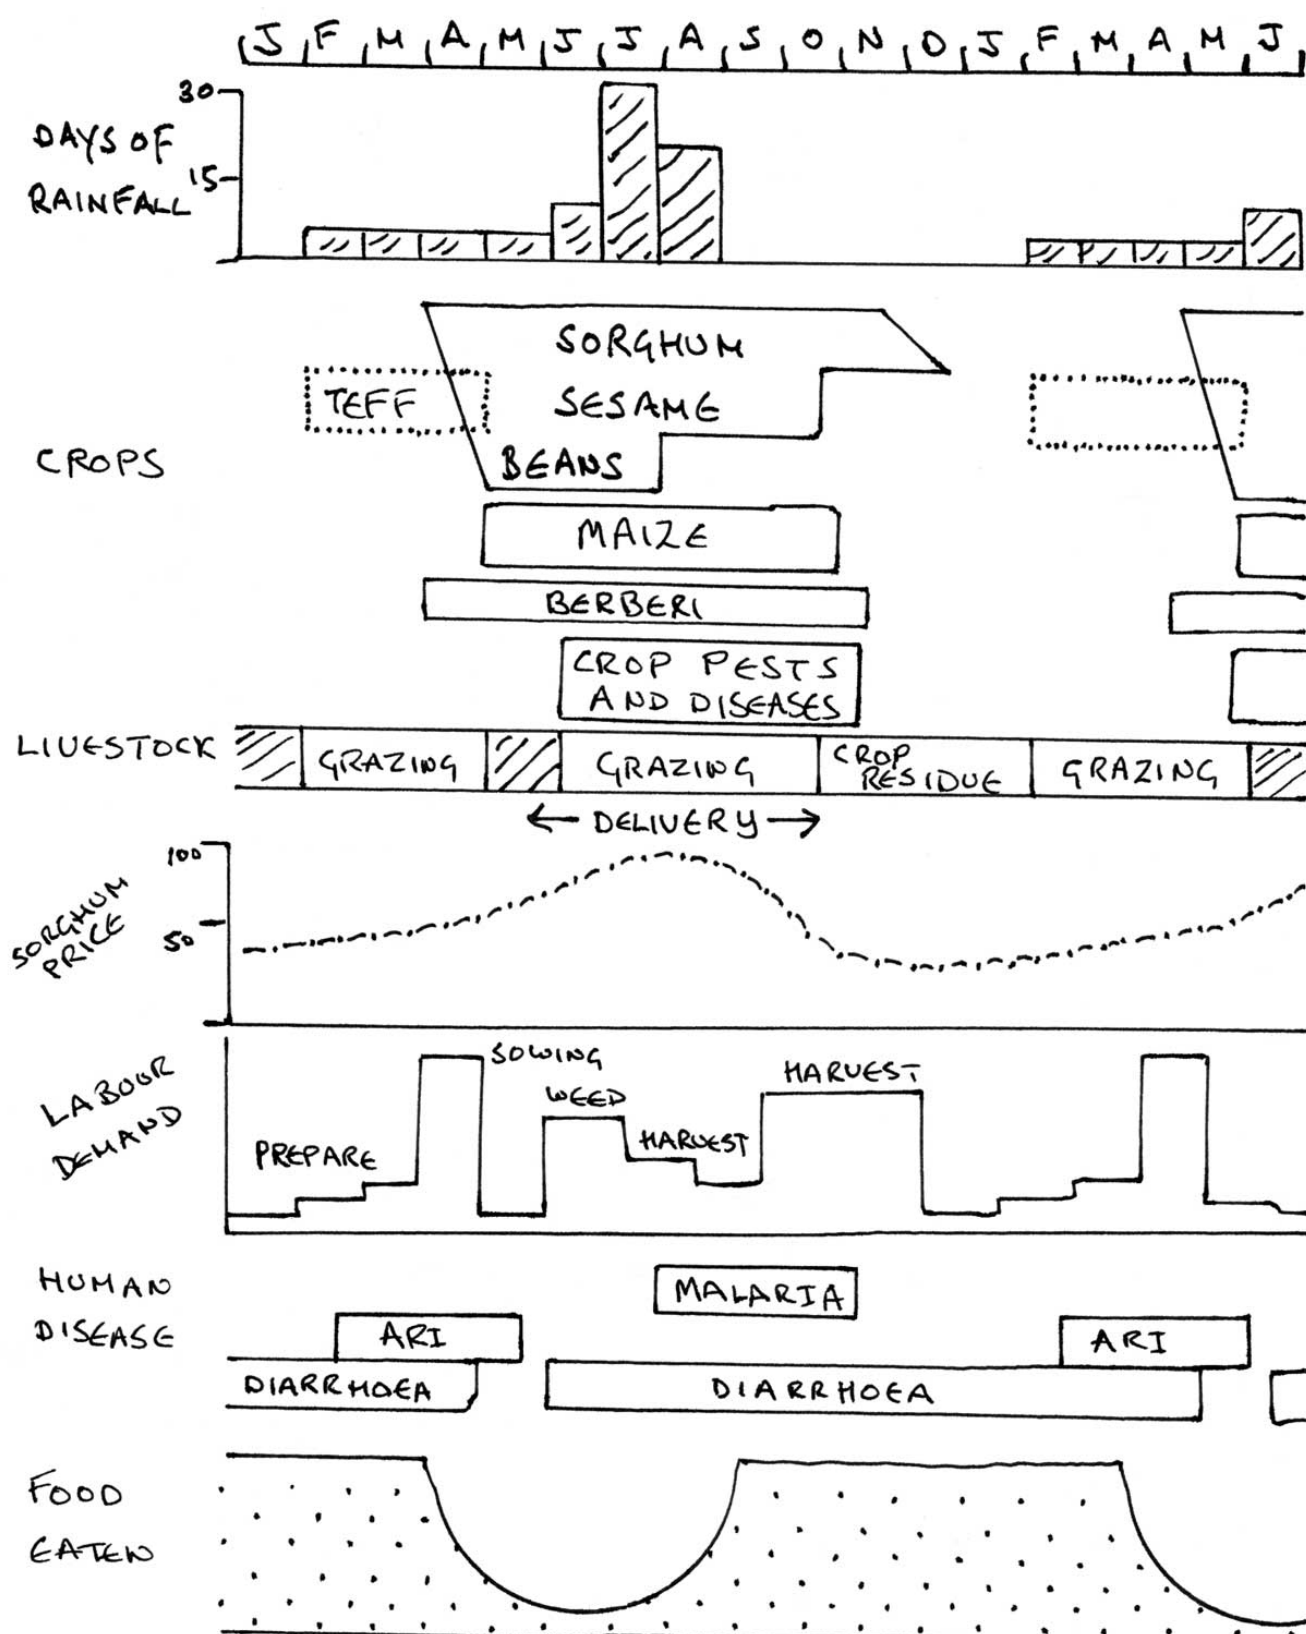 J F M A M J J A S O N D J F M A M J
30
DAYS OF
15
RAINFALL
SORGHUM
TEFF
SESAME
CROPS
BEANS
MAIZE
BERBERI
CROP PESTS
AND DISEASES
LIVESTOCK
GRAZING
GRAZING
CROP
RESIDUE
GRAZING
← DELIVERY →
100
SORGHUM
PRICE
50
LABOUR
DEMAND
PREPARE
SOWING
WEED
HARVEST
HARVEST
HUMAN
DISEASE
MALARIA
ARI
ARI
DIARRHOEA
DIARRHOEA
FOOD
EATEN